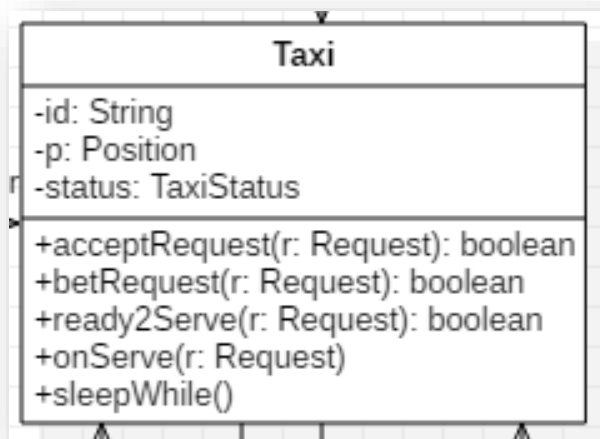 Taxi
-id: String
-p: Position
-status: TaxiStatus
+acceptRequest(r: Request): boolean
+betRequest(r: Request): boolean
+ready2Serve(r: Request): boolean
+onServe(r: Request)
+sleepWhile()